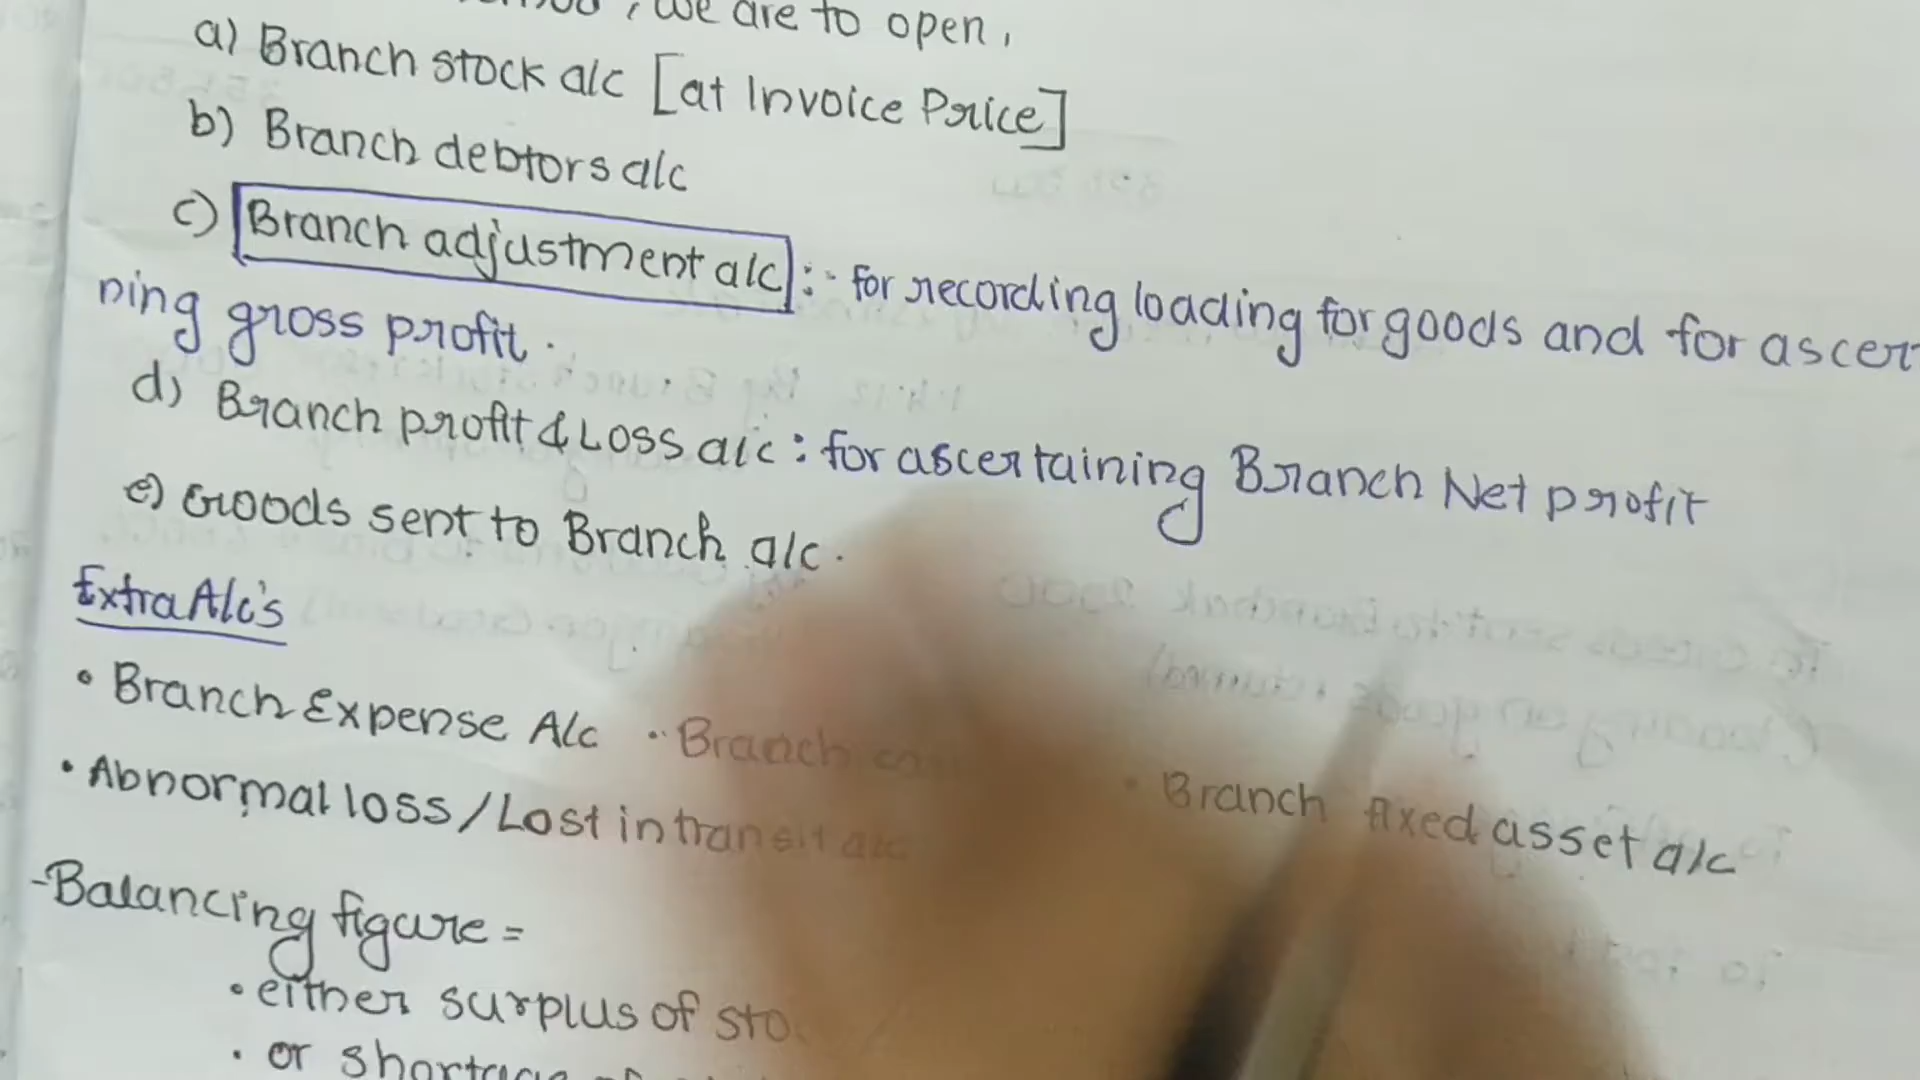 , we are to open,
a) Branch stock a/c [at Invoice Price]
b) Branch debtors a/c
c) Branch adjustment a/c :- for recording loading for goods and for ascer
ning gross profit.
d) Branch profit & Loss a/c : for ascertaining Branch Net profit
e) Goods sent to Branch a/c.
Extra A/c's
• Branch Expense A/c • Branch
• Abnormal loss/Lost in transit a/c • Branch fixed asset a/c
-Balancing figure =
• either surplus of
• or